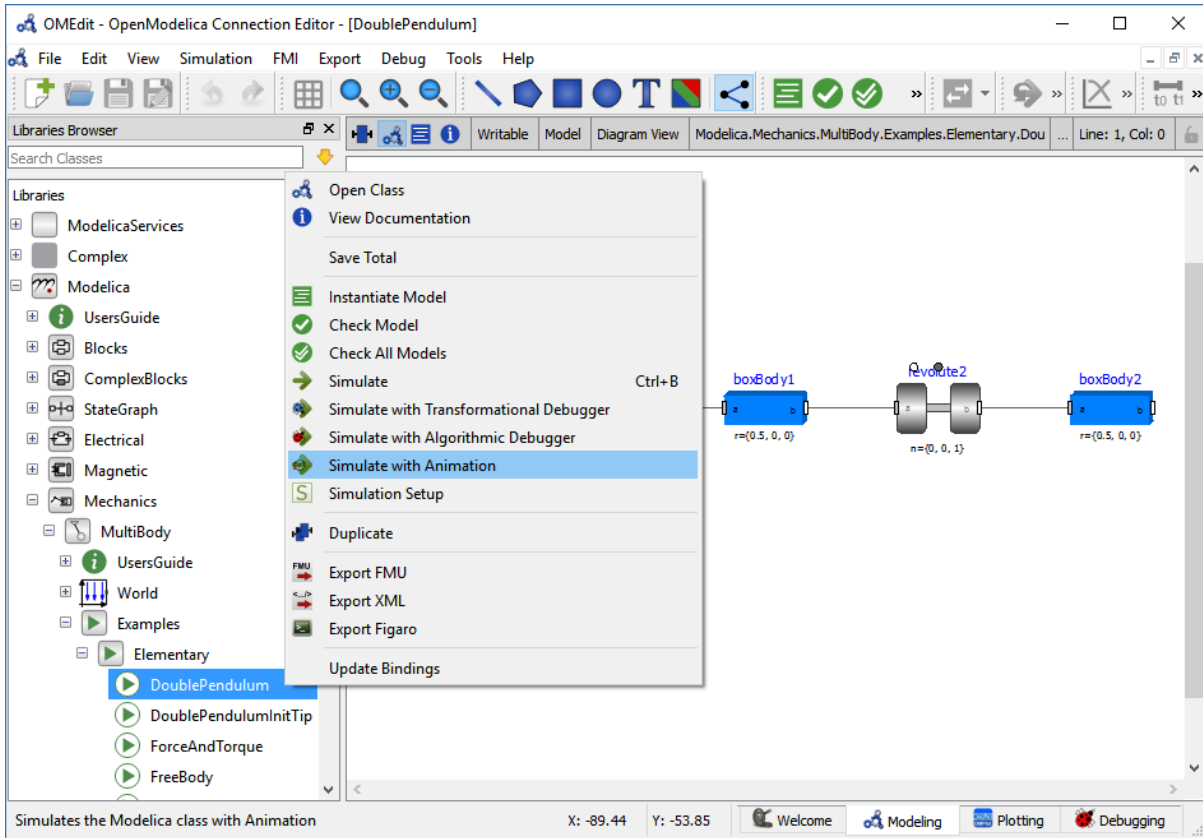 OMEdit - OpenModelica Connection Editor - [DoublePendulum]
File Edit View Simulation FMI Export Debug Tools Help
T » » » to t1 »
Libraries Browser
Writable Model Diagram View Modelica.Mechanics.MultiBody.Examples.Elementary.Dou ... Line: 1, Col: 0
Search Classes
Libraries
ModelicaServices
Complex
Modelica
UsersGuide
Blocks
ComplexBlocks
StateGraph
Electrical
Magnetic
Mechanics
MultiBody
UsersGuide
World
Examples
Elementary
DoublePendulum
DoublePendulumInitTip
ForceAndTorque
FreeBody
Open Class
View Documentation
Save Total
Instantiate Model
Check Model
Check All Models
Simulate Ctrl+B
Simulate with Transformational Debugger
Simulate with Algorithmic Debugger
Simulate with Animation
S Simulation Setup
Duplicate
FMU Export FMU
Export XML
Export Figaro
Update Bindings
boxBody1 revolute2 boxBody2
a b a b a b
r={0.5, 0, 0} n={0, 0, 1} r={0.5, 0, 0}
Simulates the Modelica class with Animation X: -89.44 Y: -53.85 Welcome Modeling Plotting Debugging